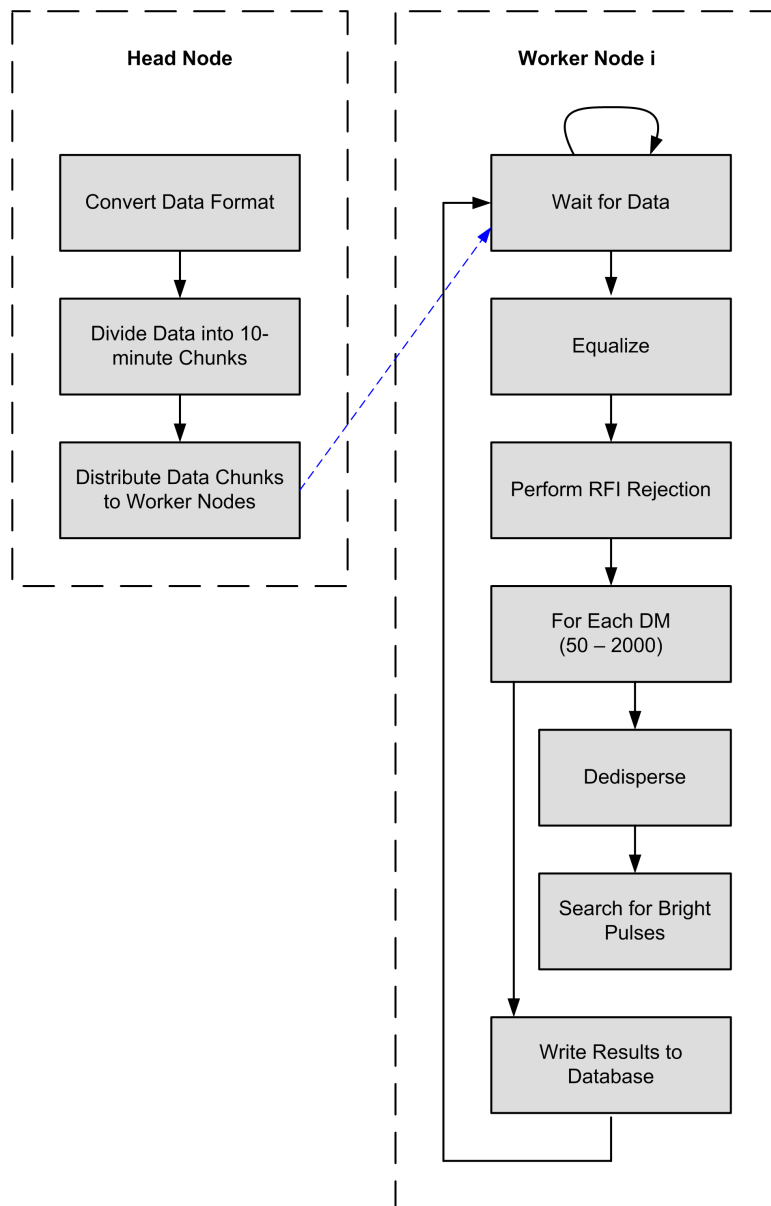 Head Node
Convert Data Format
Divide Data into 10-
minute Chunks
Distribute Data Chunks
to Worker Nodes
Worker Node i
Wait for Data
Equalize
Perform RFI Rejection
For Each DM
(50 – 2000)
Dedisperse
Search for Bright
Pulses
Write Results to
Database